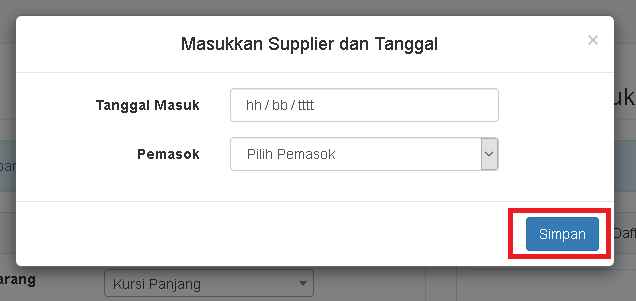 Masukkan Supplier dan Tanggal
×
Tanggal Masuk
hh / bb / tttt
Pemasok
Pilih Pemasok
Simpan
Kursi Panjang